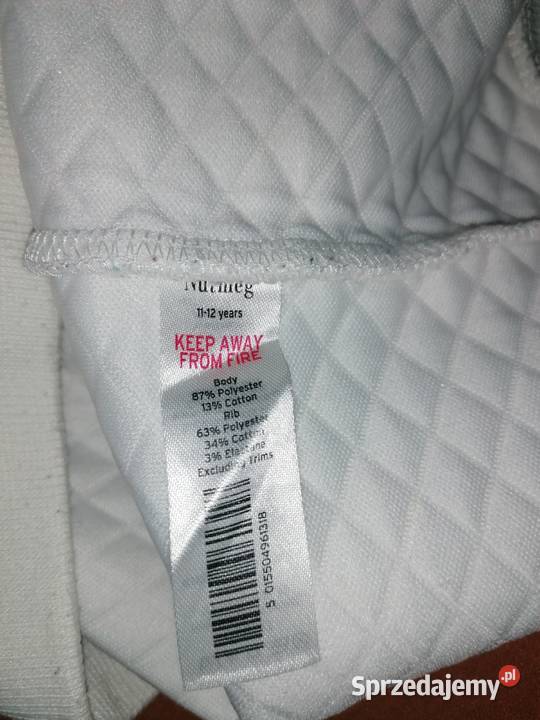 Nutmeg
11-12 years
KEEP AWAY
FROM FIRE
Body
87% Polyester
13% Cotton
Rib
63% Polyester
34% Cotton
3% Elastane
Excluding Trims
5 015504961318
Sprzedajemy.pl